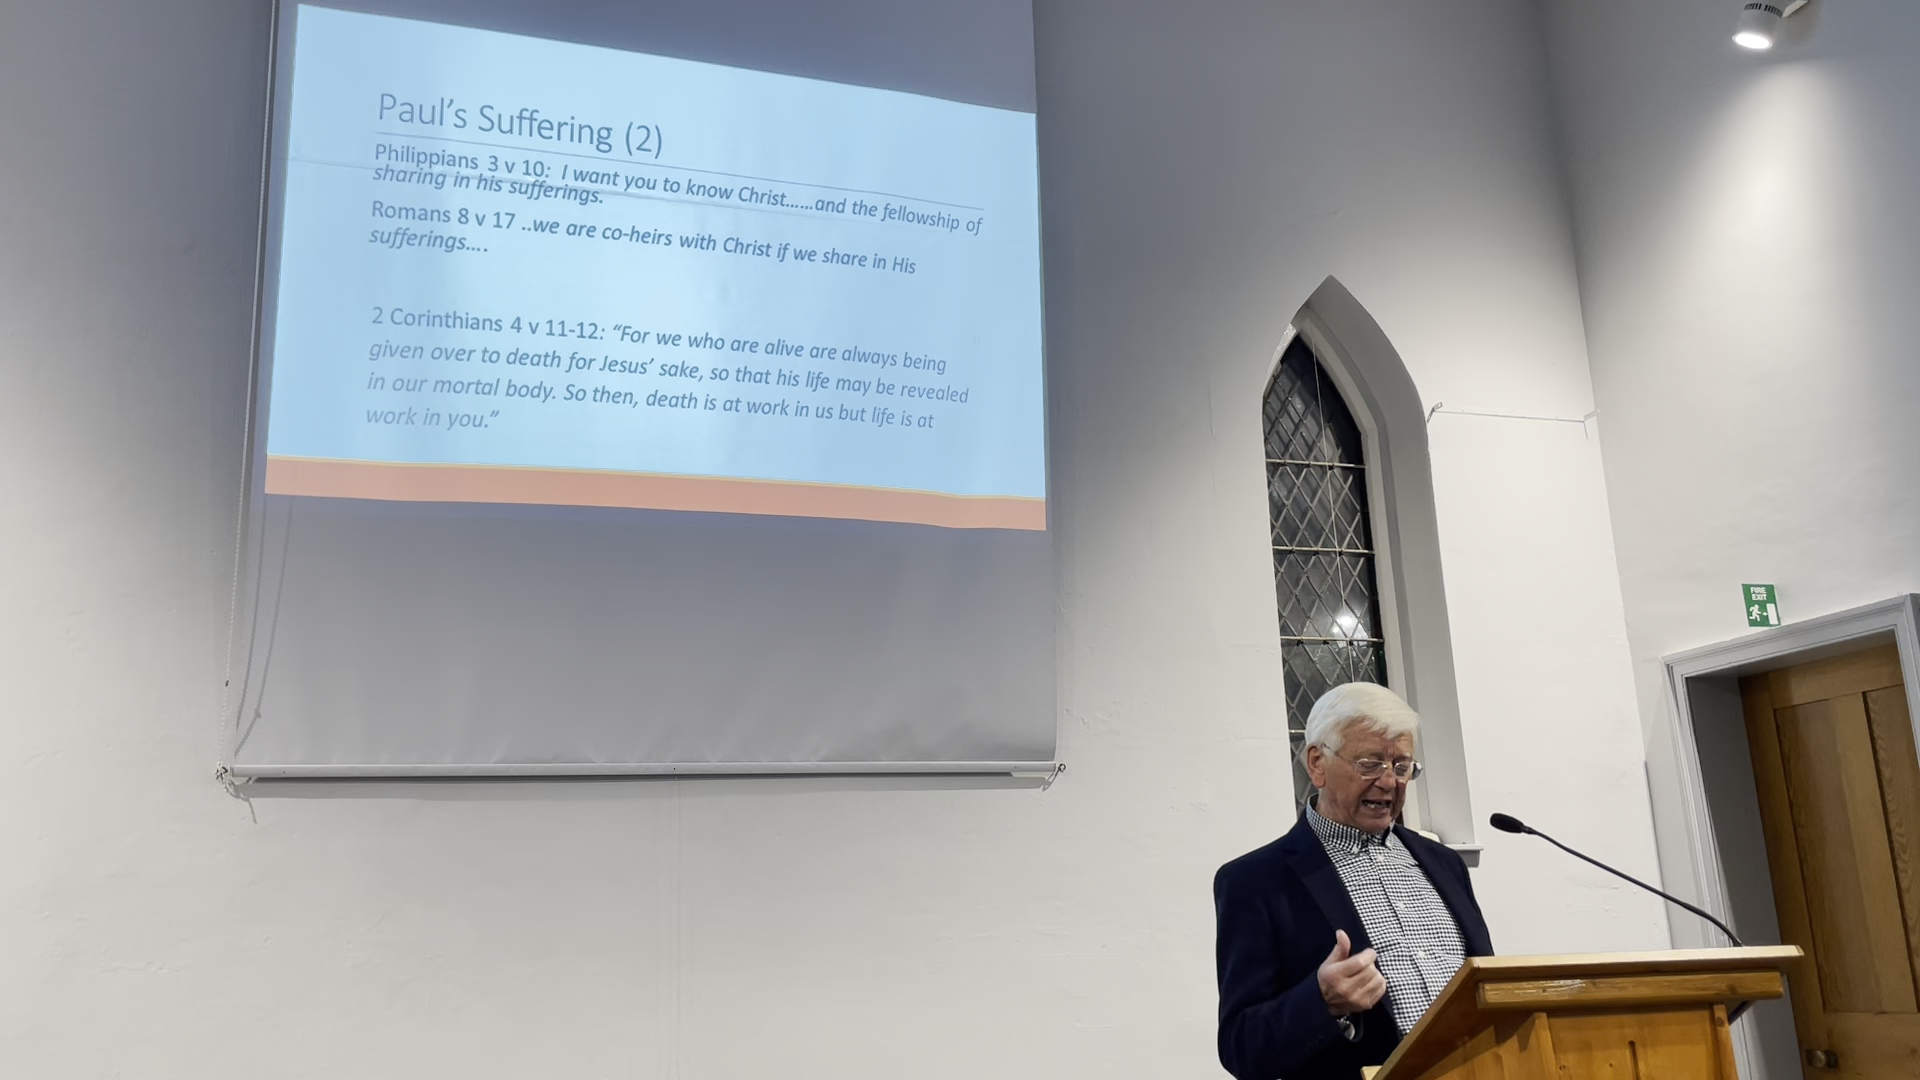 Paul's Suffering (2)
Philippians 3 v 10: I want you to know Christ......and the fellowship of
sharing in his sufferings.
Romans 8 v 17 ..we are co-heirs with Christ if we share in His
sufferings....
2 Corinthians 4 v 11-12: “For we who are alive are always being
given over to death for Jesus’ sake, so that his life may be revealed
in our mortal body. So then, death is at work in us but life is at
work in you.”
FIRE
EXIT